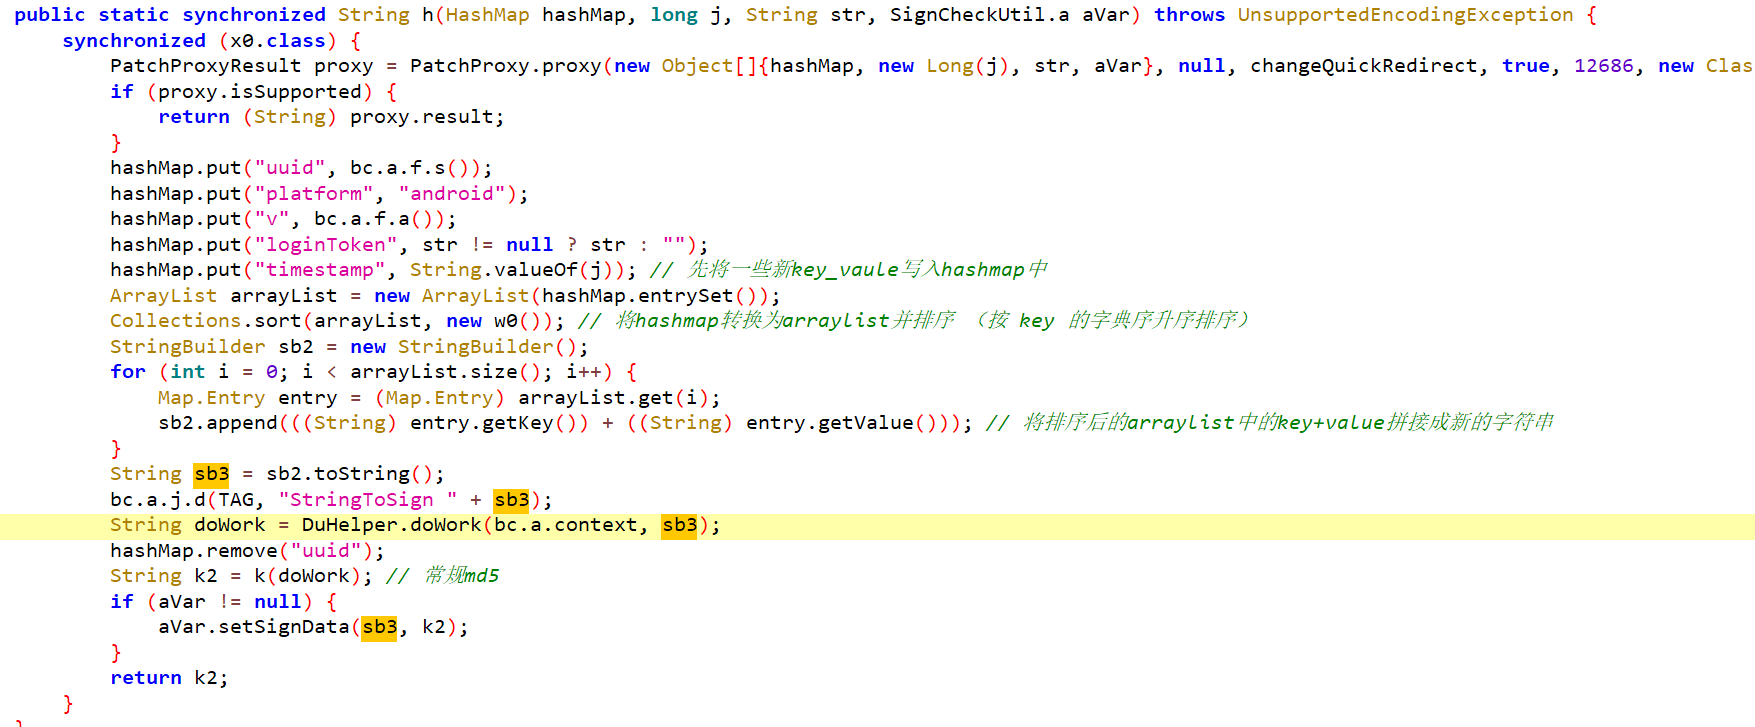 public static synchronized String h(HashMap hashMap, long j, String str, SignCheckUtil.a aVar) throws UnsupportedEncodingException {
synchronized (x0.class) {
PatchProxyResult proxy = PatchProxy.proxy(new Object[]{hashMap, new Long(j), str, aVar}, null, changeQuickRedirect, true, 12686, new Clas
if (proxy.isSupported) {
return (String) proxy.result;
}
hashMap.put("uuid", bc.a.f.s());
hashMap.put("platform", "android");
hashMap.put("v", bc.a.f.a());
hashMap.put("loginToken", str != null ? str : "");
hashMap.put("timestamp", String.valueOf(j)); // 先将一些新key_vaule写入hashmap中
ArrayList arrayList = new ArrayList(hashMap.entrySet());
Collections.sort(arrayList, new w0()); // 将hashmap转换为arraylist并排序 （按 key 的字典序升序排序）
StringBuilder sb2 = new StringBuilder();
for (int i = 0; i < arrayList.size(); i++) {
Map.Entry entry = (Map.Entry) arrayList.get(i);
sb2.append(((String) entry.getKey()) + ((String) entry.getValue())); // 将排序后的arraylist中的key+value拼接成新的字符串
}
String sb3 = sb2.toString();
bc.a.j.d(TAG, "StringToSign " + sb3);
String doWork = DuHelper.doWork(bc.a.context, sb3);
hashMap.remove("uuid");
String k2 = k(doWork); // 常规md5
if (aVar != null) {
aVar.setSignData(sb3, k2);
}
return k2;
}
}